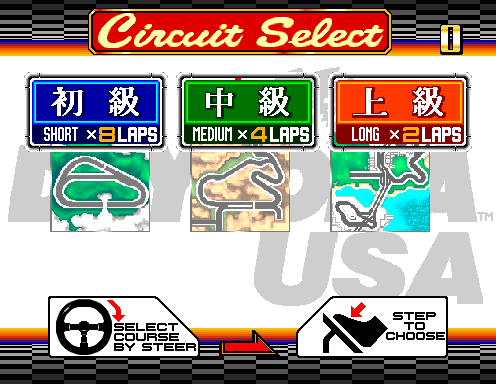 Circuit Select
0
初級
SHORT ×8LAPS
中級
MEDIUM ×4LAPS
上級
LONG ×2LAPS
DAYTONA
USA
TM
SELECT
COURSE
BY STEER
STEP
TO
CHOOSE